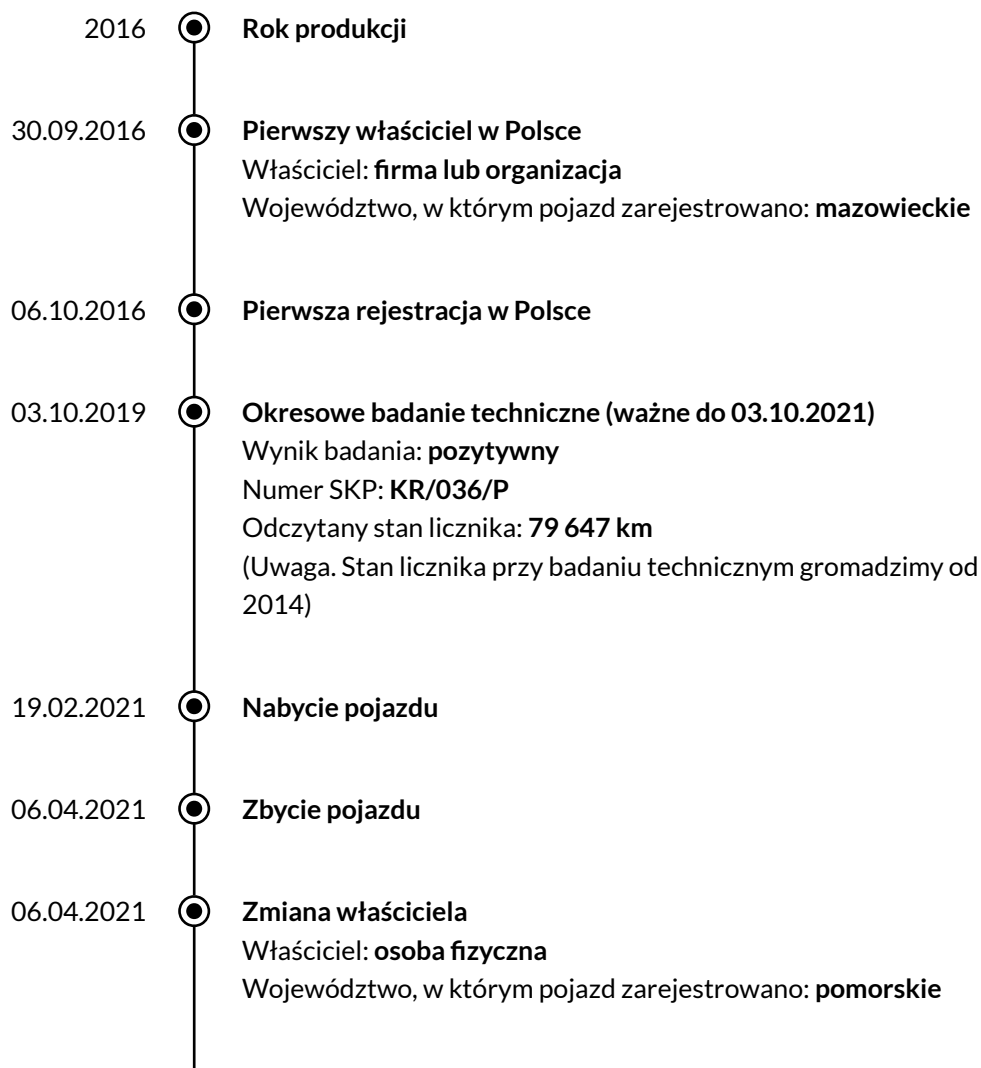 2016 Rok produkcji
30.09.2016 Pierwszy właściciel w Polsce
Właściciel: firma lub organizacja
Województwo, w którym pojazd zarejestrowano: mazowieckie
06.10.2016 Pierwsza rejestracja w Polsce
03.10.2019 Okresowe badanie techniczne (ważne do 03.10.2021)
Wynik badania: pozytywny
Numer SKP: KR/036/P
Odczytany stan licznika: 79 647 km
(Uwaga. Stan licznika przy badaniu technicznym gromadzimy od
2014)
19.02.2021 Nabycie pojazdu
06.04.2021 Zbycie pojazdu
06.04.2021 Zmiana właściciela
Właściciel: osoba fizyczna
Województwo, w którym pojazd zarejestrowano: pomorskie